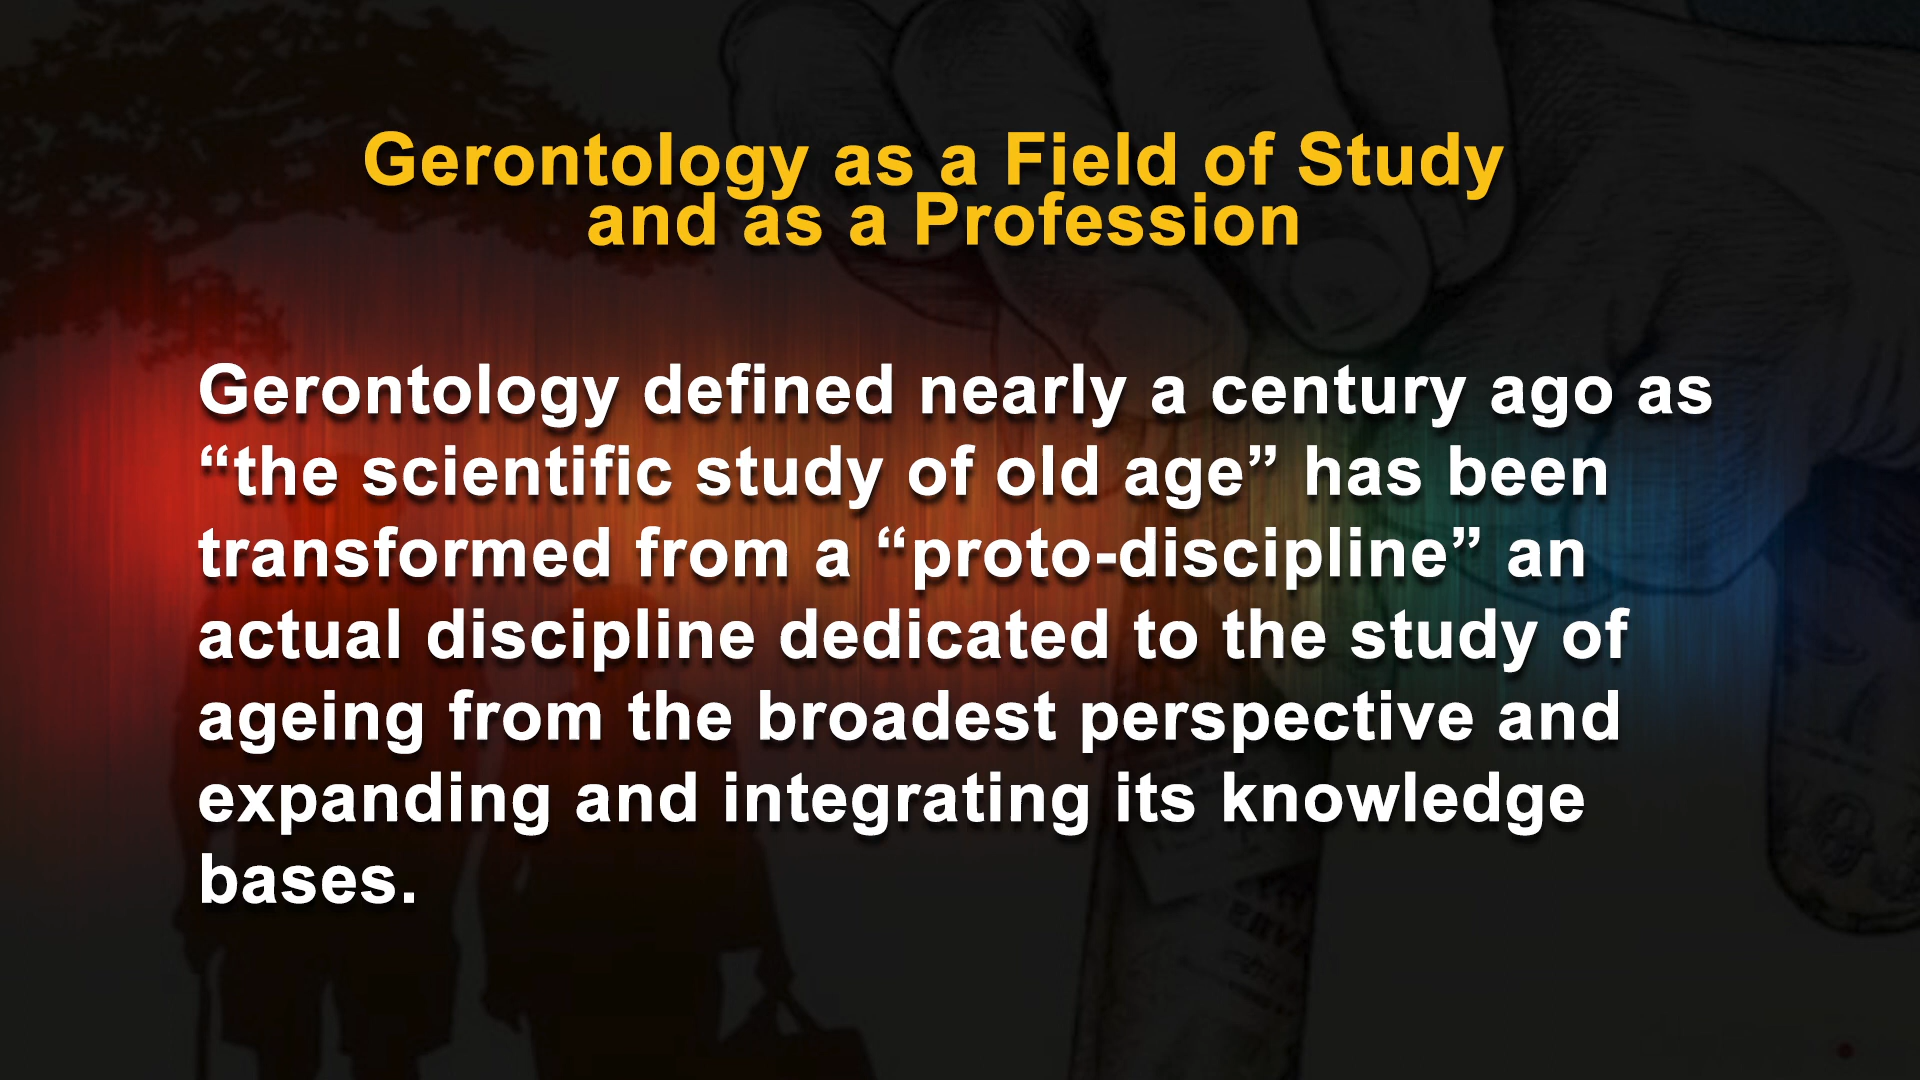 Gerontology as a Field of Study
and as a Profession
Gerontology defined nearly a century ago as
“the scientific study of old age” has been
transformed from a “proto-discipline” an
actual discipline dedicated to the study of
ageing from the broadest perspective and
expanding and integrating its knowledge
bases.